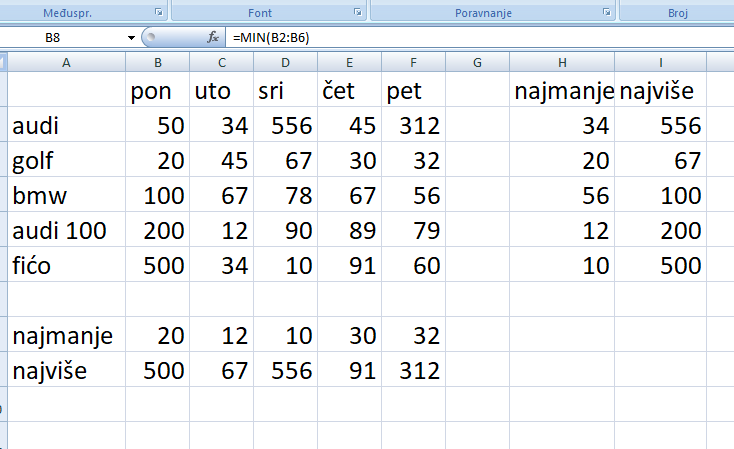 Međuspr. Font Poravnanje Broj
B8 fx =MIN(B2:B6)
A B C D E F G H I
pon uto sri čet pet najmanje najviše
audi 50 34 556 45 312 34 556
golf 20 45 67 30 32 20 67
bmw 100 67 78 67 56 56 100
audi 100 200 12 90 89 79 12 200
fićo 500 34 10 91 60 10 500
najmanje 20 12 10 30 32
najviše 500 67 556 91 312